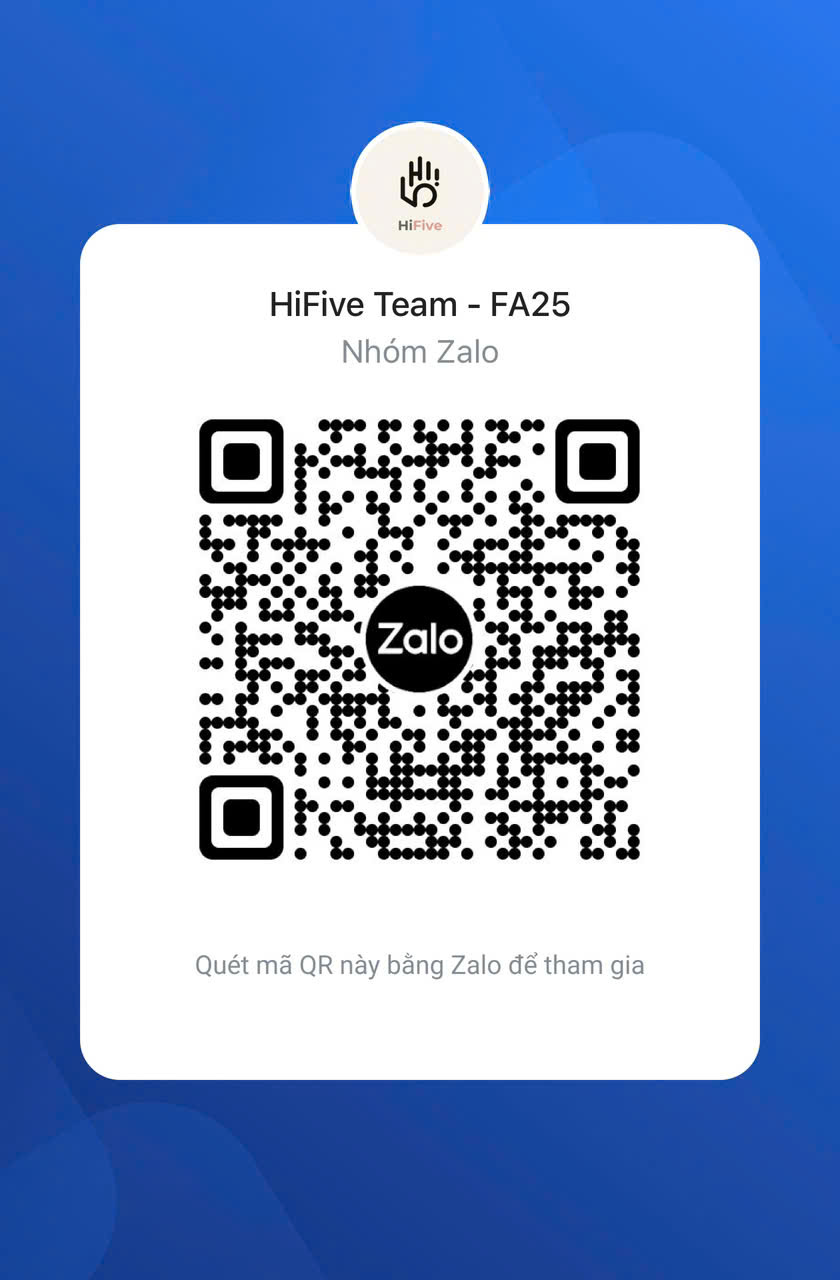 HiFive
HiFive Team - FA25
Nhóm Zalo
Zalo
Quét mã QR này bằng Zalo để tham gia